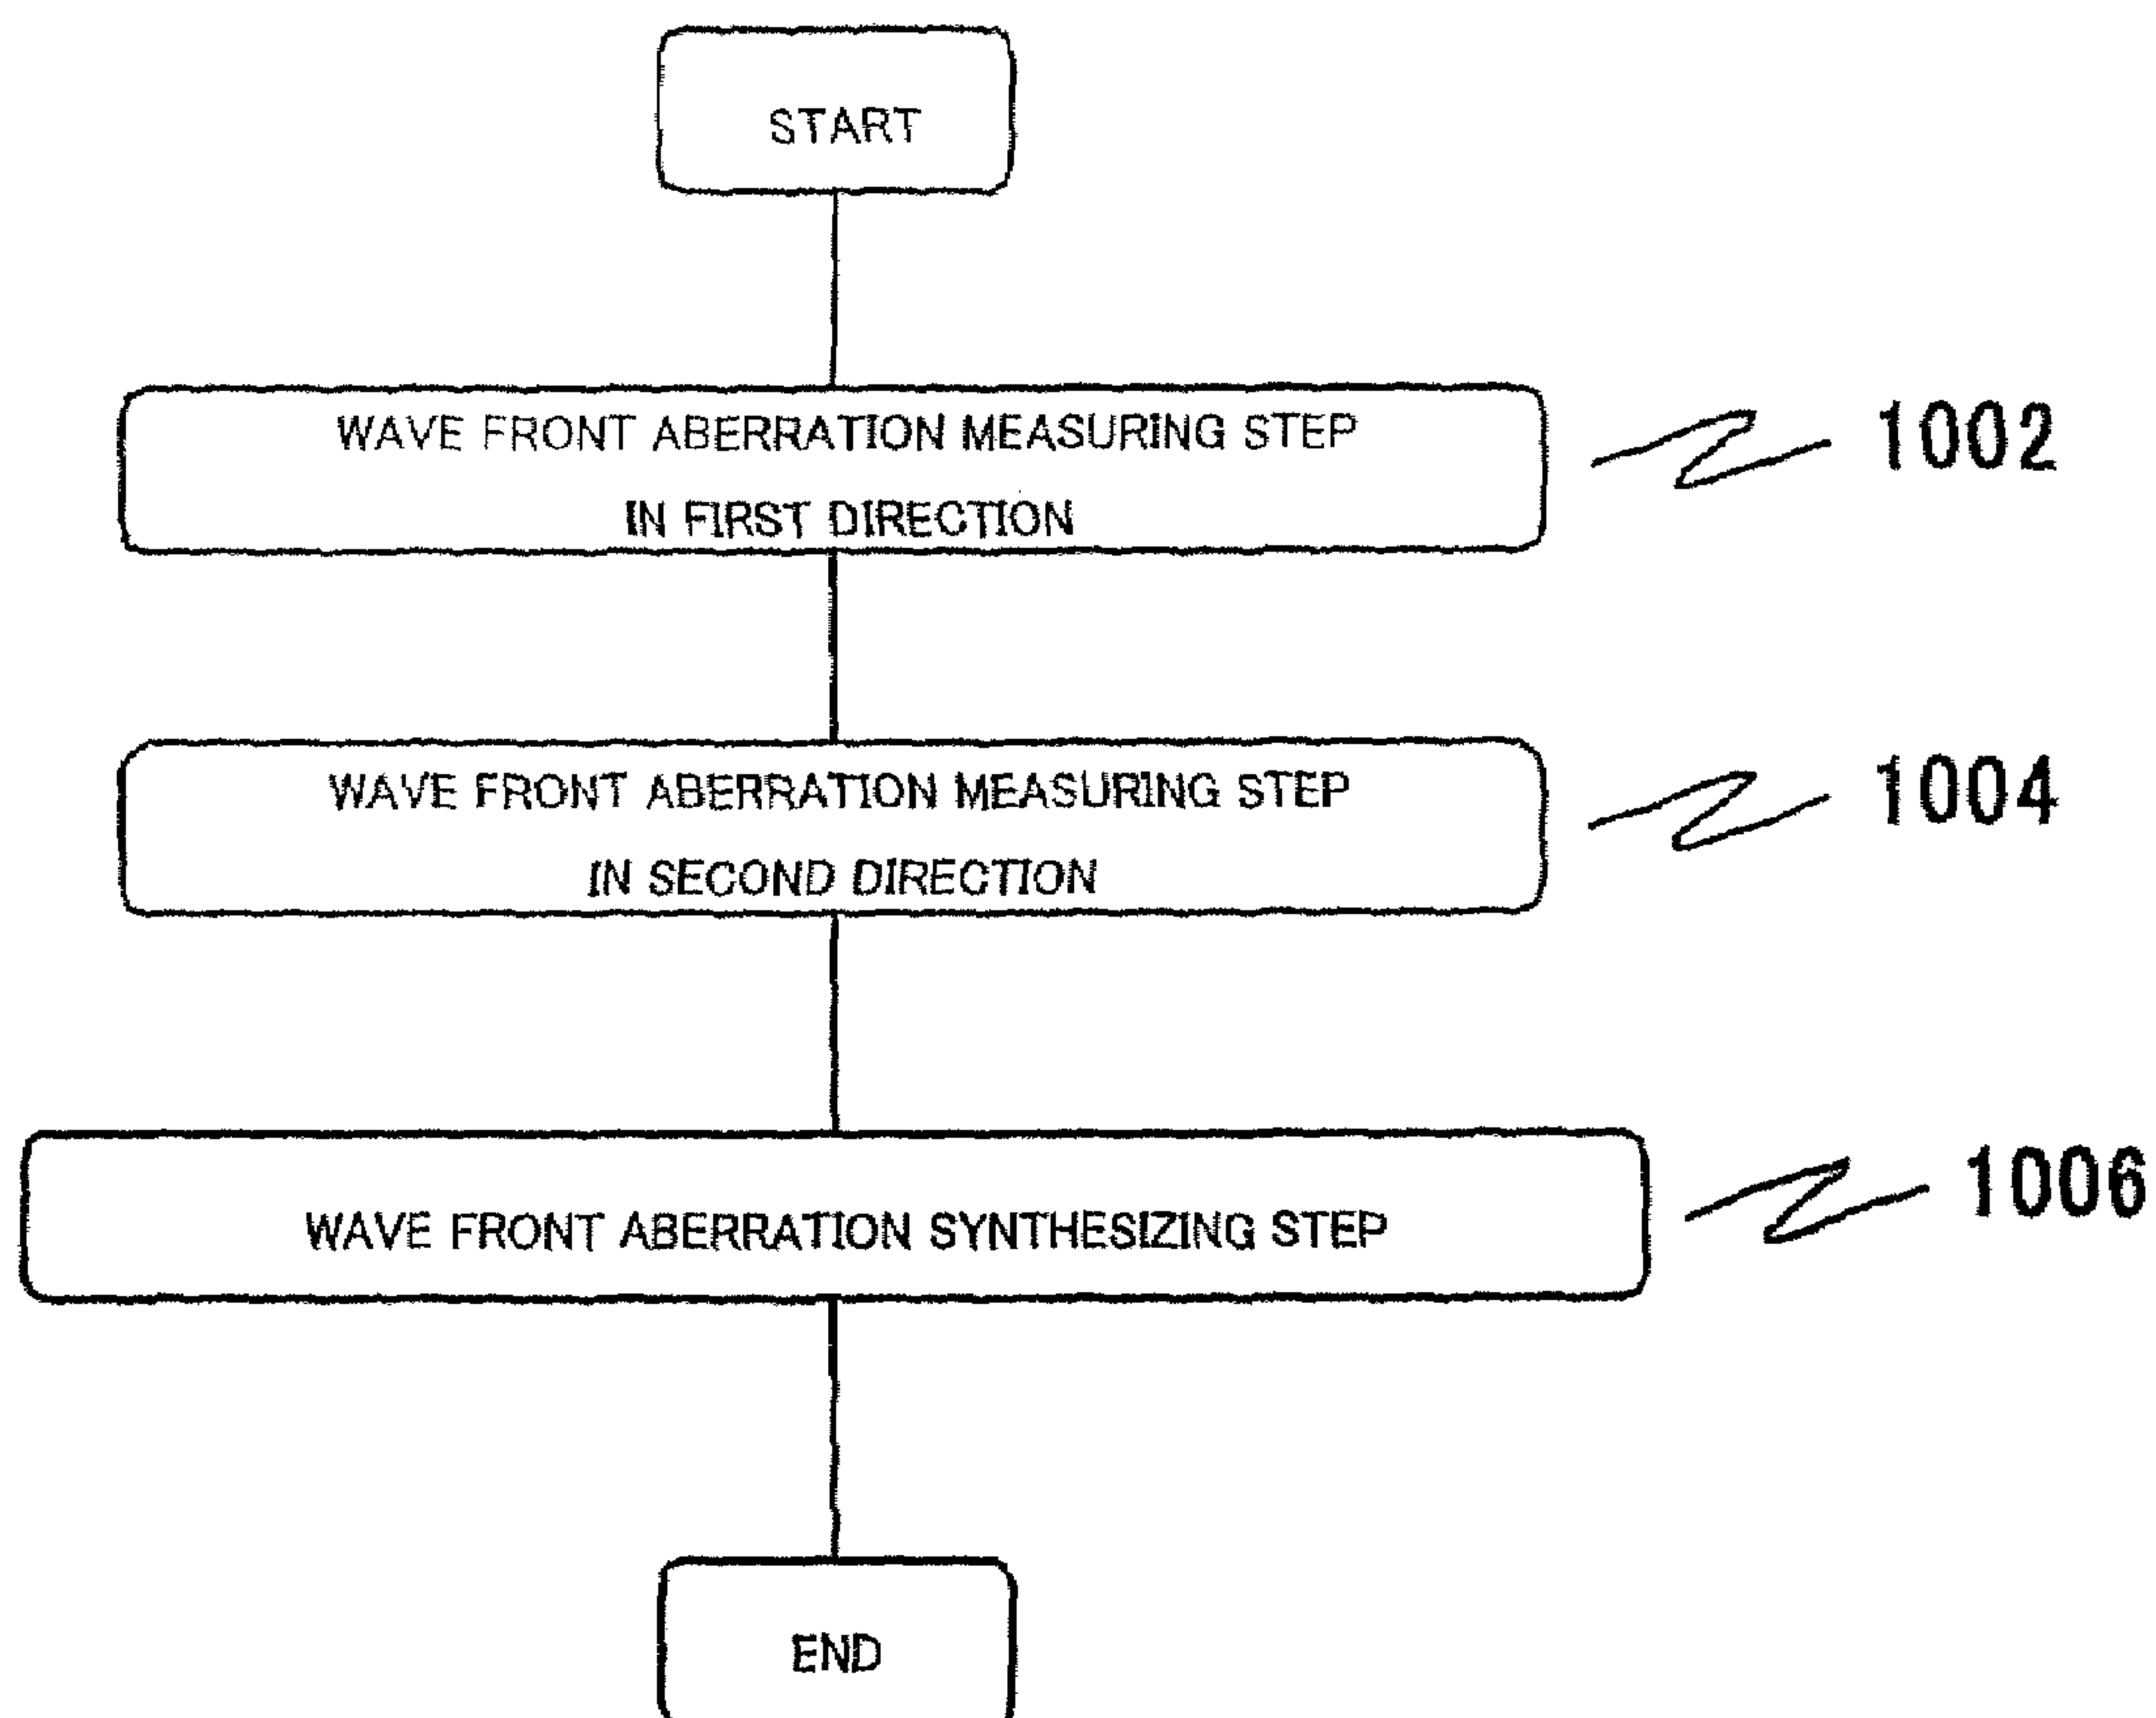 START
WAVE FRONT ABERRATION MEASURING STEP
IN FIRST DIRECTION
1002
WAVE FRONT ABERRATION MEASURING STEP
IN SECOND DIRECTION
1004
WAVE FRONT ABERRATION SYNTHESIZING STEP
1006
END